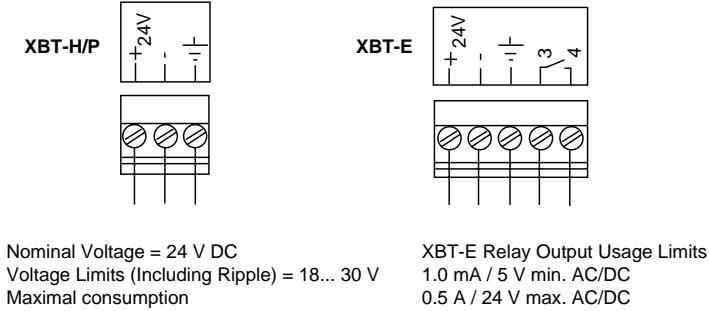 XBT-H/P
+ 24V
-
XBT-E
+ 24V
-
3 4
Nominal Voltage = 24 V DC
Voltage Limits (Including Ripple) = 18... 30 V
Maximal consumption
XBT-E Relay Output Usage Limits
1.0 mA / 5 V min. AC/DC
0.5 A / 24 V max. AC/DC